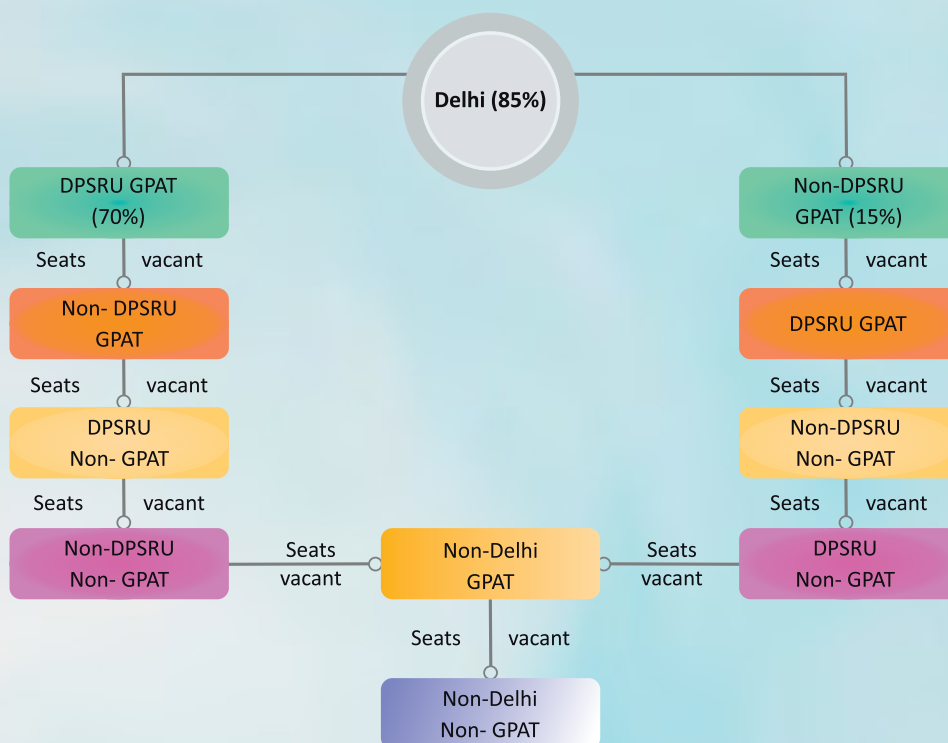 Delhi (85%)
DPSRU GPAT
(70%)
Non-DPSRU
GPAT (15%)
Seats vacant
Seats vacant
Non- DPSRU
GPAT
DPSRU GPAT
Seats vacant
Seats vacant
DPSRU
Non- GPAT
Non-DPSRU
Non- GPAT
Seats vacant
Seats vacant
Non-DPSRU
Non- GPAT
Seats
vacant
Non-Delhi
GPAT
Seats
vacant
DPSRU
Non- GPAT
Seats vacant
Non-Delhi
Non- GPAT